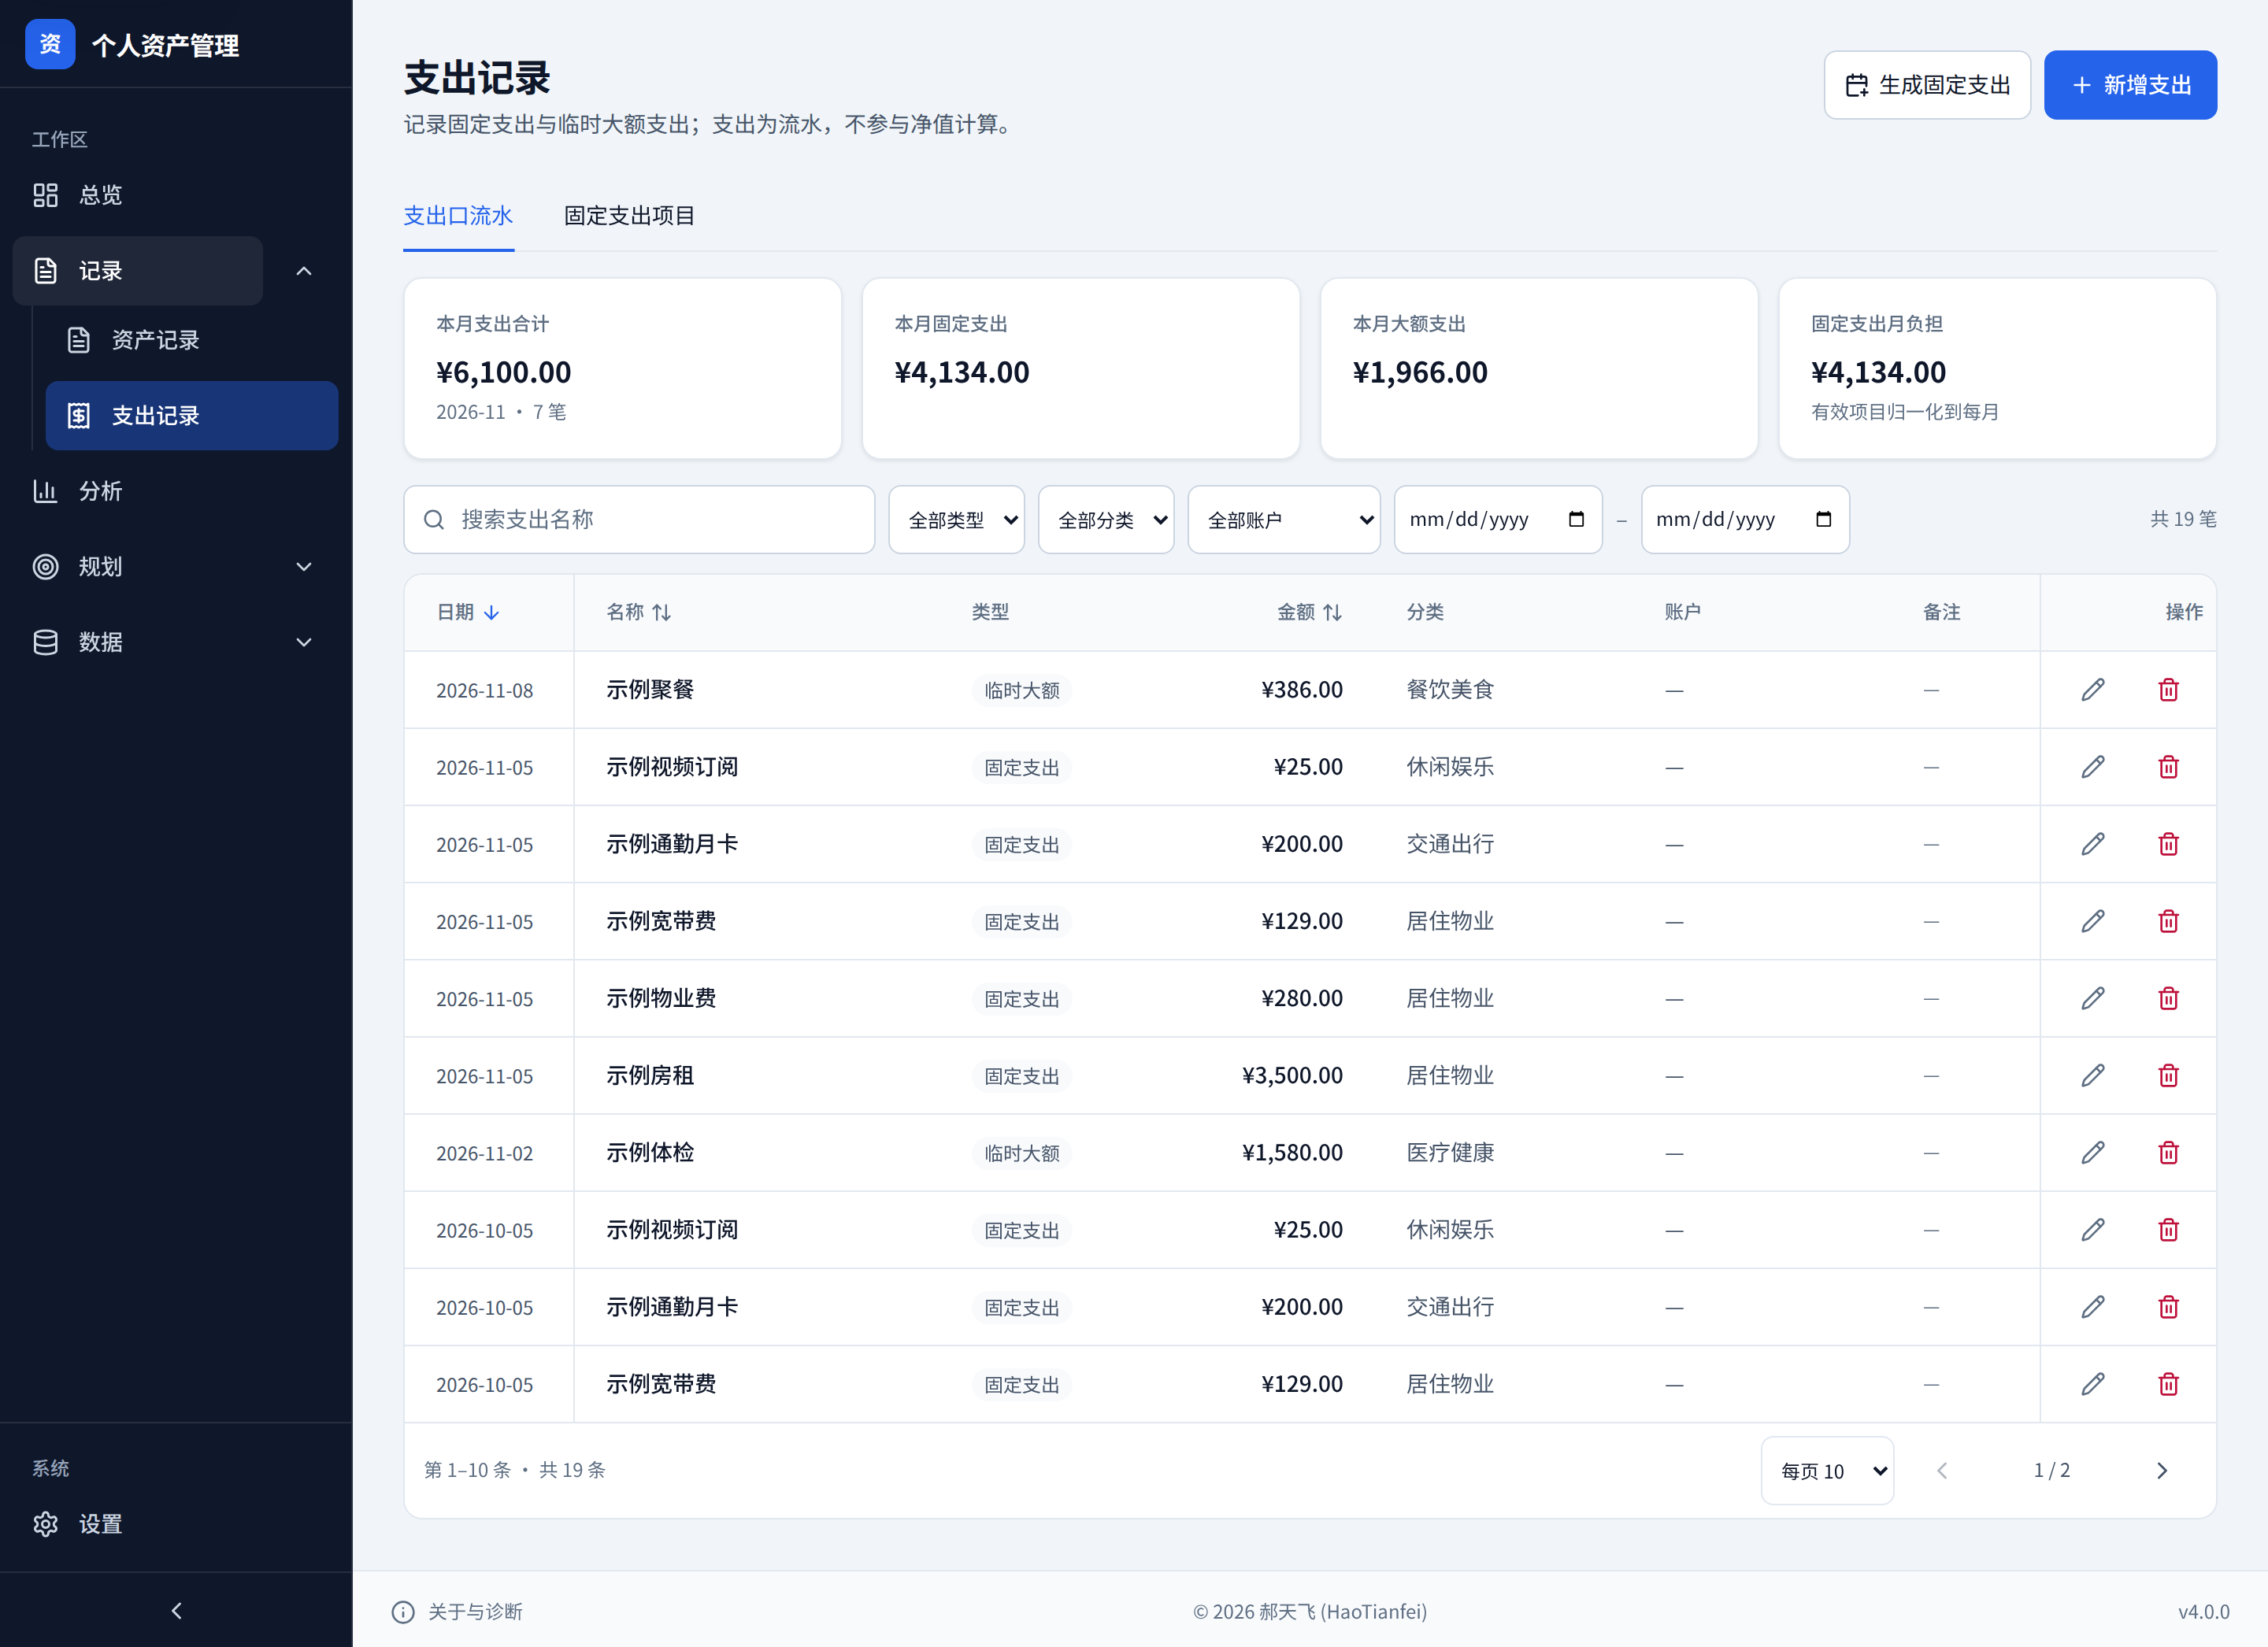 资 个人资产管理
工作区
总览
记录
资产记录
支出记录
分析
规划
数据
系统
设置
支出记录
记录固定支出与临时大额支出；支出为流水，不参与净值计算。
生成固定支出
新增支出
支出口流水 固定支出项目
本月支出合计
¥6,100.00
2026-11 · 7 笔
本月固定支出
¥4,134.00
本月大额支出
¥1,966.00
固定支出月负担
¥4,134.00
有效项目归一化到每月
搜索支出名称 全部类型 全部分类 全部账户 mm/dd/yyyy – mm/dd/yyyy 共 19 笔
日期 名称 类型 金额 分类 账户 备注 操作
2026-11-08 示例聚餐 临时大额 ¥386.00 餐饮美食 — —
2026-11-05 示例视频订阅 固定支出 ¥25.00 休闲娱乐 — —
2026-11-05 示例通勤月卡 固定支出 ¥200.00 交通出行 — —
2026-11-05 示例宽带费 固定支出 ¥129.00 居住物业 — —
2026-11-05 示例物业费 固定支出 ¥280.00 居住物业 — —
2026-11-05 示例房租 固定支出 ¥3,500.00 居住物业 — —
2026-11-02 示例体检 临时大额 ¥1,580.00 医疗健康 — —
2026-10-05 示例视频订阅 固定支出 ¥25.00 休闲娱乐 — —
2026-10-05 示例通勤月卡 固定支出 ¥200.00 交通出行 — —
2026-10-05 示例宽带费 固定支出 ¥129.00 居住物业 — —
第 1–10 条 · 共 19 条 每页 10 1 / 2
关于与诊断 © 2026 郝天飞 (HaoTianfei) v4.0.0